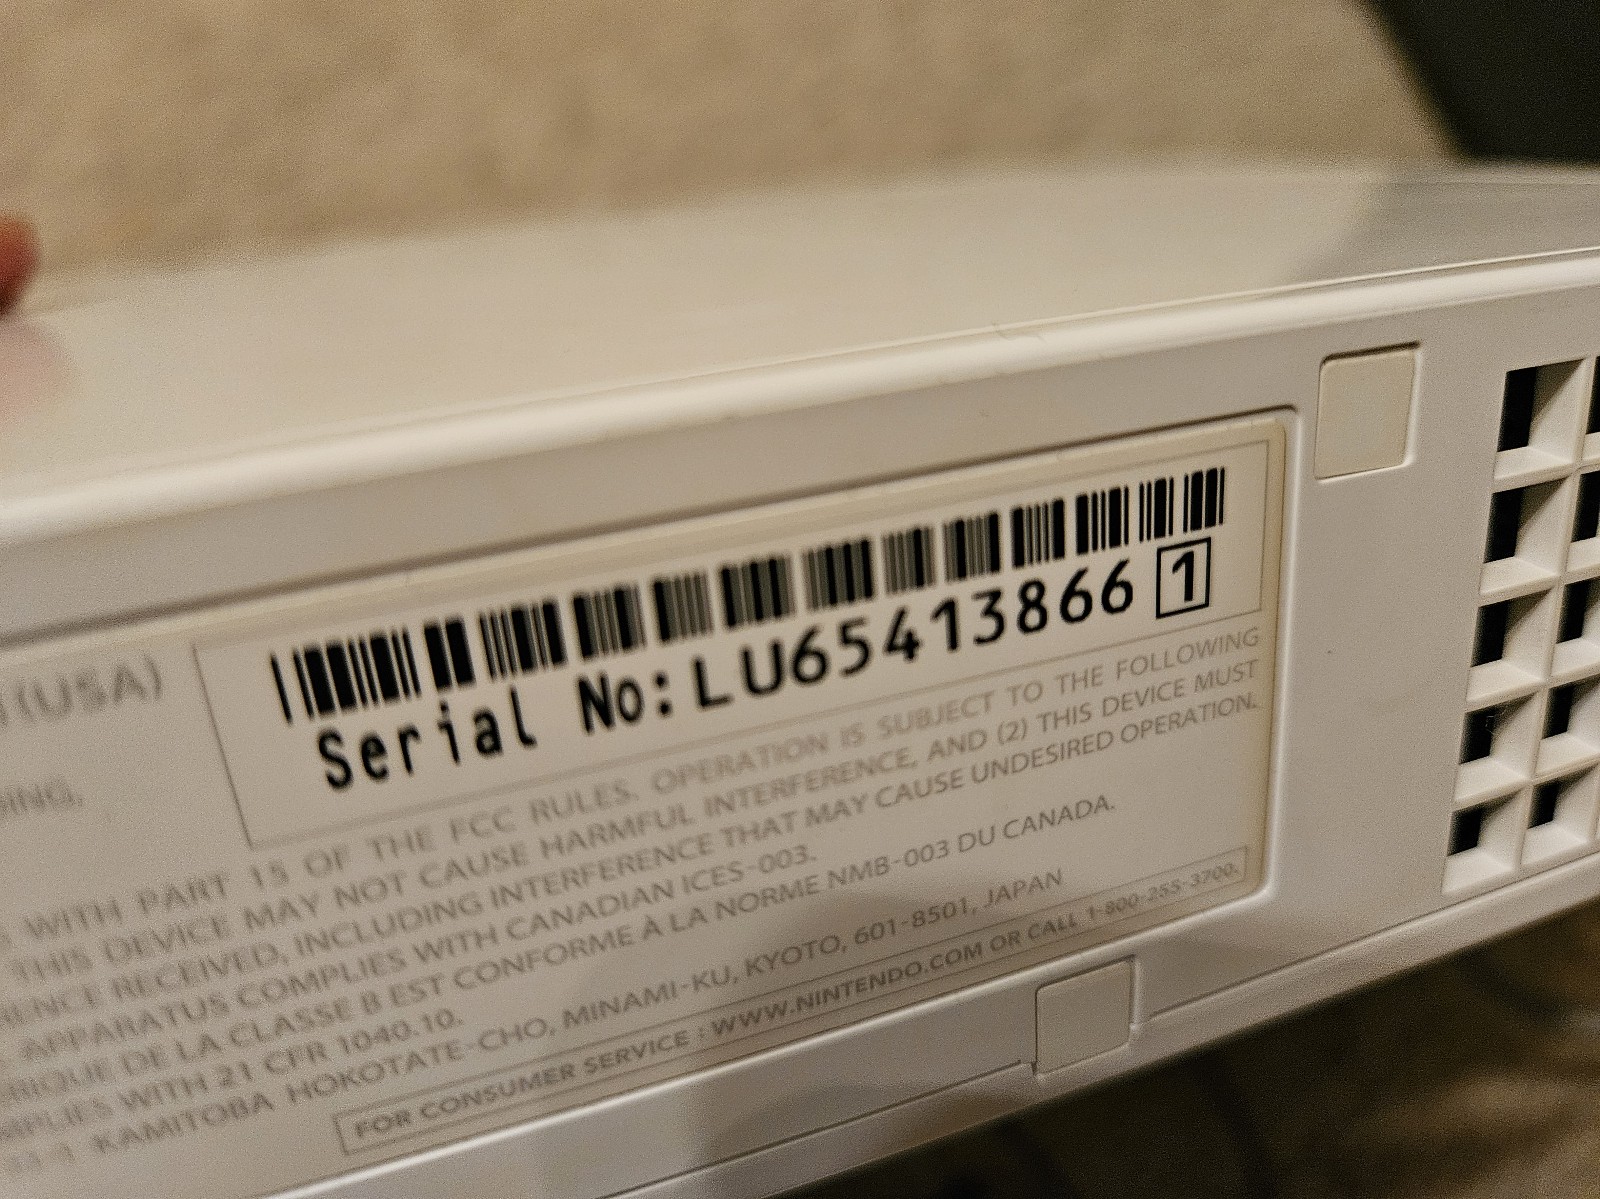 (USA)
Serial No: LU65413866 1
WITH PART 15 OF THE FCC RULES. OPERATION IS SUBJECT TO THE FOLLOWING
THIS DEVICE MAY NOT CAUSE HARMFUL INTERFERENCE, AND (2) THIS DEVICE MUST
RECEIVED, INCLUDING INTERFERENCE THAT MAY CAUSE UNDESIRED OPERATION.
APPARATUS COMPLIES WITH CANADIAN ICES-003.
DE LA CLASSE B EST CONFORME À LA NORME NMB-003 DU CANADA.
WITH 21 CFR 1040.10.
KAMITOBA HOKOTATE-CHO, MINAMI-KU, KYOTO, 601-8501, JAPAN
FOR CONSUMER SERVICE : WWW.NINTENDO.COM OR CALL 1-800-255-3700.